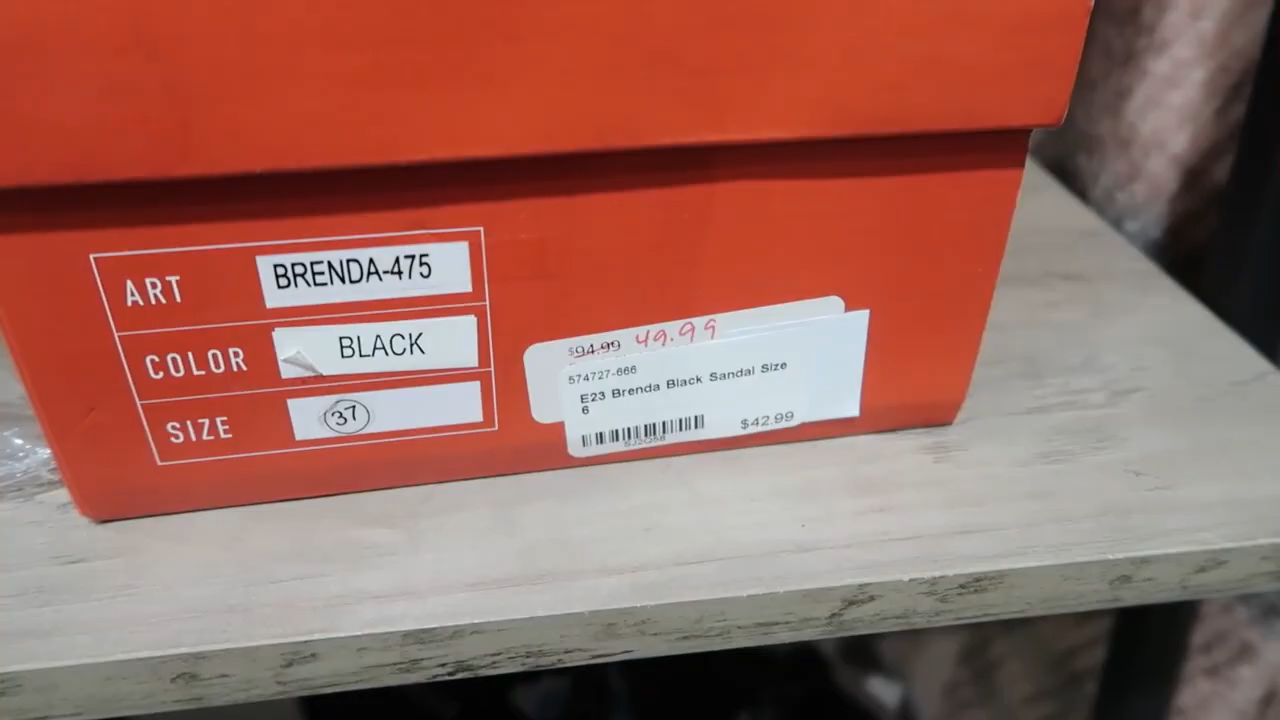 ART BRENDA-475
COLOR BLACK
SIZE 37
$94.99 49.99
574727-666
E23 Brenda Black Sandal Size
6
$42.99